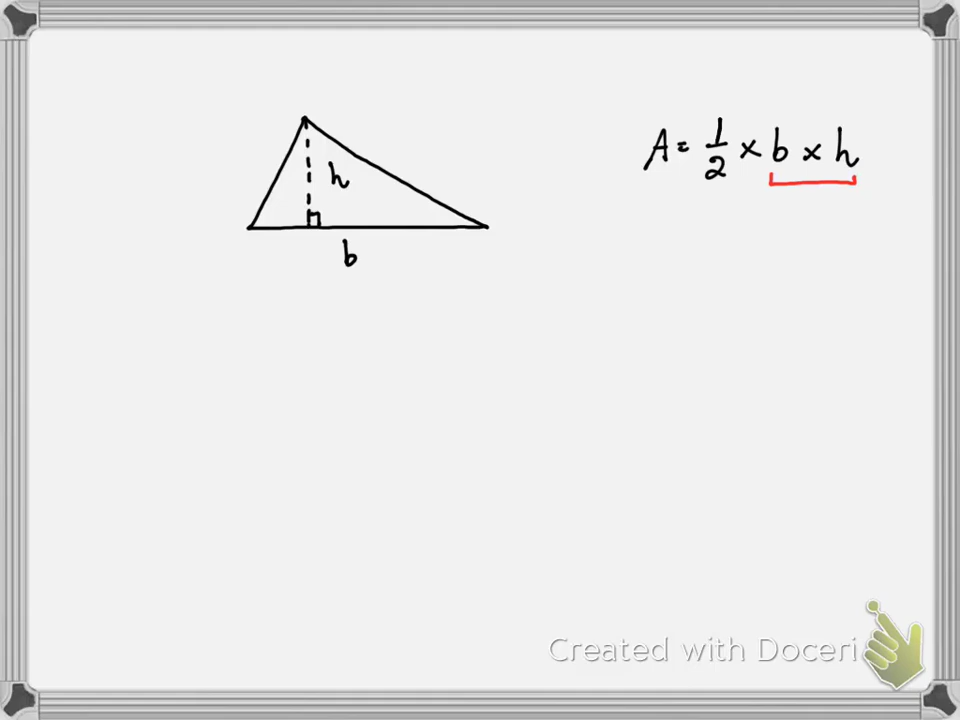 A = 1/2 × b × h
h
b
Created with Doceri